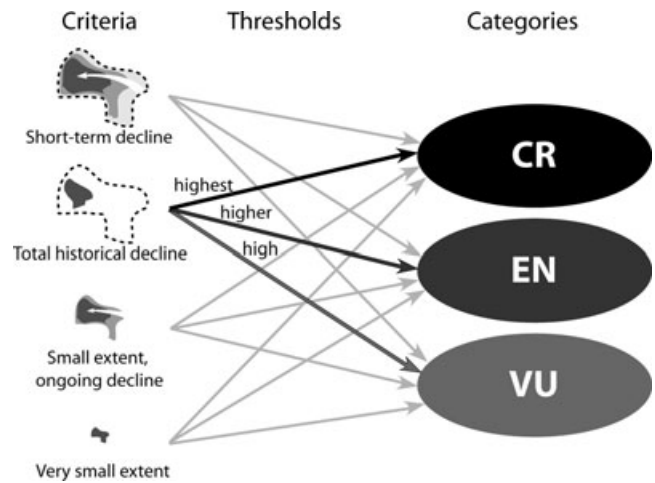 Criteria
Thresholds
Categories
Short-term decline
Total historical decline
Small extent,
ongoing decline
Very small extent
highest
higher
high
CR
EN
VU